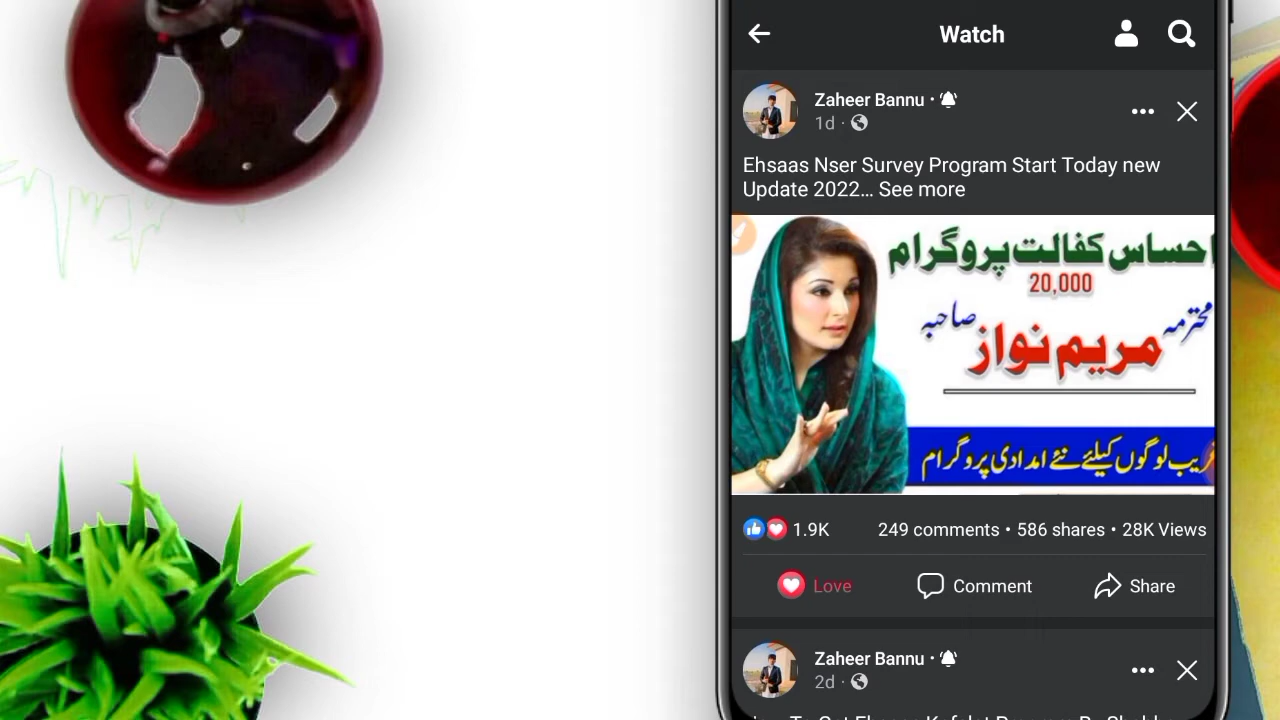 Watch
Zaheer Bannu •
1d ·
Ehsaas Nser Survey Program Start Today new
Update 2022... See more
احساس کفالت پروگرام
20,000
محترمہ مریم نواز صاحبہ
غریب لوگوں کیلئے نئے امدادی پروگرام
1.9K 249 comments • 586 shares • 28K Views
Love Comment Share
Zaheer Bannu •
2d ·